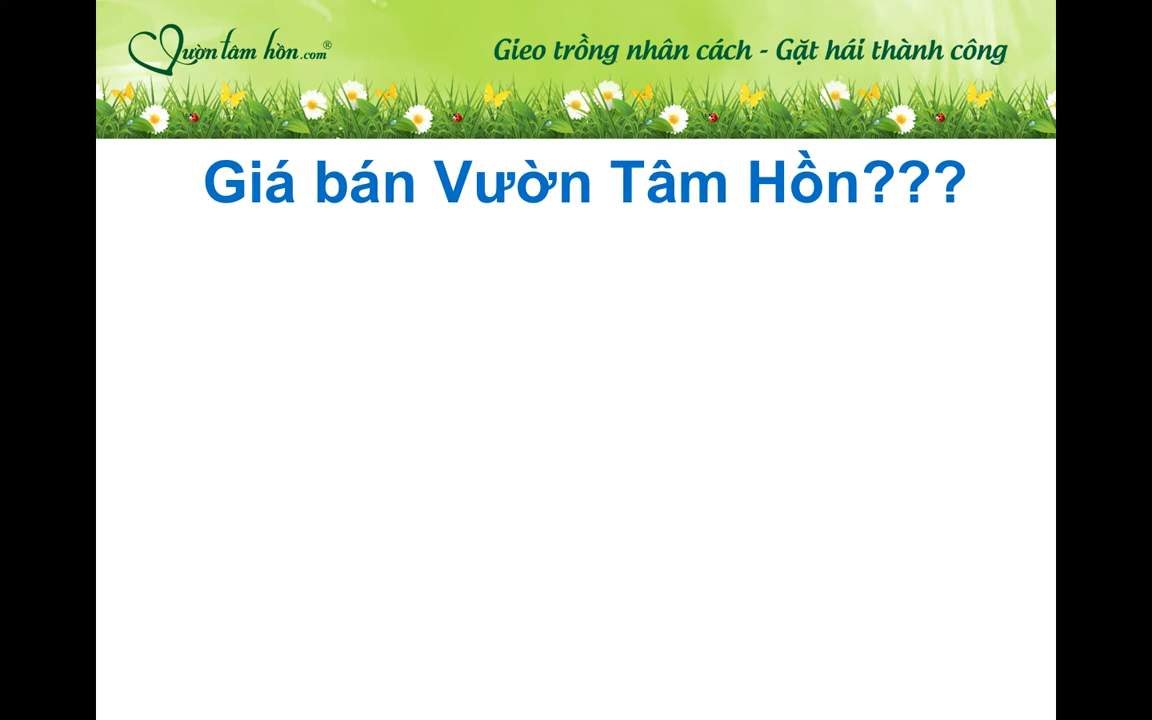 Vườn tâm hồn.com®
Gieo trồng nhân cách - Gặt hái thành công
Giá bán Vườn Tâm Hồn???